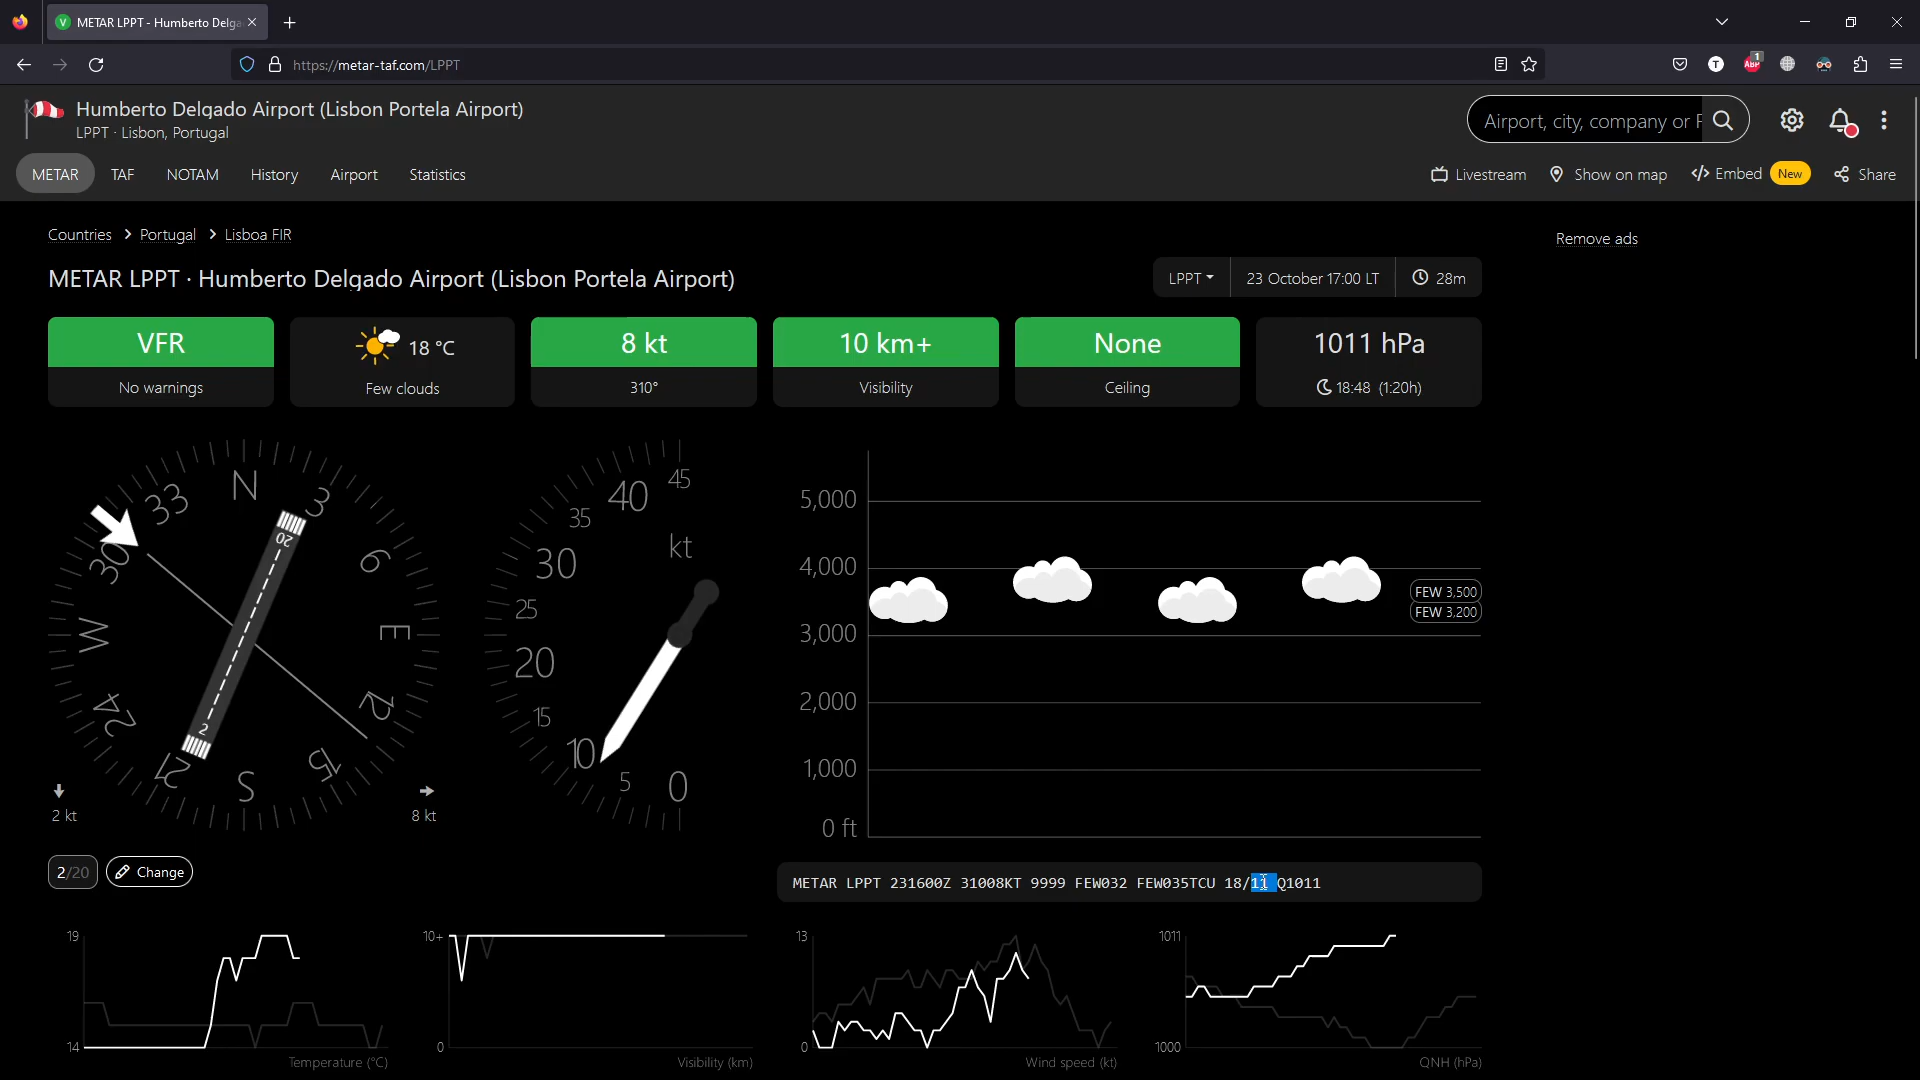 METAR LPPT - Humberto Delga
https://metar-taf.com/LPPT
1
Humberto Delgado Airport (Lisbon Portela Airport)
LPPT · Lisbon, Portugal
Airport, city, company or
METAR TAF NOTAM History Airport Statistics
Livestream Show on map Embed New Share
Countries Portugal Lisboa FIR
Remove ads
METAR LPPT · Humberto Delgado Airport (Lisbon Portela Airport)
LPPT 23 October 17:00 LT 28m
VFR
No warnings
18 °C
Few clouds
8 kt
310°
10 km+
Visibility
None
Ceiling
1011 hPa
18:48 (1:20h)
N 3 6 E 12 15 S 21 24 W 30 33
20
2
2 kt
8 kt
45
40
35
30
25
20
15
10
5
0
kt
5,000
4,000
3,000
2,000
1,000
0 ft
FEW 3,500
FEW 3,200
2/20 Change
METAR LPPT 231600Z 31008KT 9999 FEW032 FEW035TCU 18/11 Q1011
19
14
Temperature (°C)
10+
0
Visibility (km)
13
0
Wind speed (kt)
1011
1000
QNH (hPa)